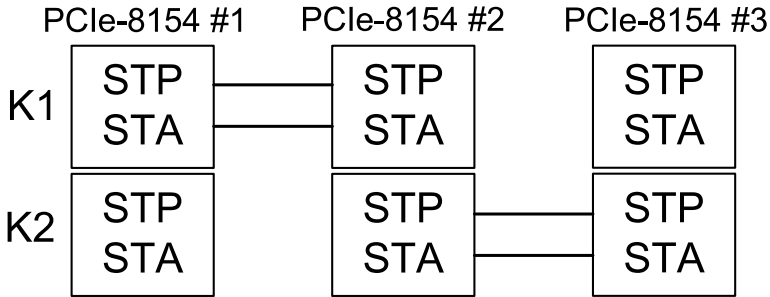 PCIe-8154 #1 PCIe-8154 #2 PCIe-8154 #3
K1 STP STP STP
STA STA STA
K2 STP STP STP
STA STA STA